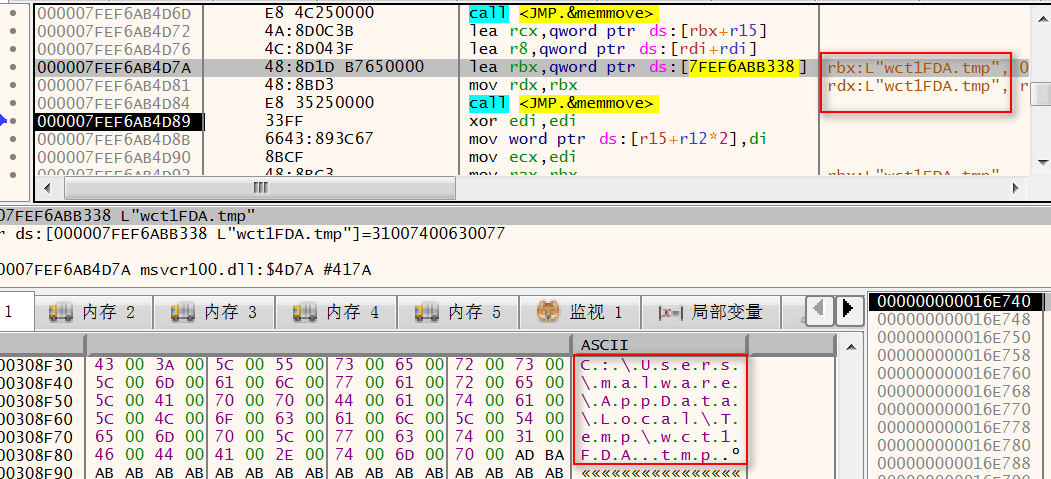 000007FEF6AB4D6D E8 4C250000 call <JMP.&memmove>
000007FEF6AB4D72 4A:8D0C3B lea rcx,qword ptr ds:[rbx+r15]
000007FEF6AB4D76 4C:8D043F lea r8,qword ptr ds:[rdi+rdi]
000007FEF6AB4D7A 48:8D1D B7650000 lea rbx,qword ptr ds:[7FEF6ABB338] rbx:L"wct1FDA.tmp", 0
000007FEF6AB4D81 48:8BD3 mov rdx,rbx rdx:L"wct1FDA.tmp", r
000007FEF6AB4D84 E8 35250000 call <JMP.&memmove>
000007FEF6AB4D89 33FF xor edi,edi
000007FEF6AB4D8B 6643:893C67 mov word ptr ds:[r15+r12*2],di
000007FEF6AB4D90 8BCF mov ecx,edi
07FEF6ABB338 L"wct1FDA.tmp"
r ds:[000007FEF6ABB338 L"wct1FDA.tmp"]=31007400630077
0007FEF6AB4D7A msvcr100.dll:$4D7A #417A
1 内存 2 内存 3 内存 4 内存 5 监视 1 局部变量
ASCII
00308F30 43 00 3A 00 5C 00 55 00 73 00 65 00 72 00 73 00 C.:.\.U.s.e.r.s.
00308F40 5C 00 6D 00 61 00 6C 00 77 00 61 00 72 00 65 00 \.m.a.l.w.a.r.e.
00308F50 5C 00 41 00 70 00 70 00 44 00 61 00 74 00 61 00 \.A.p.p.D.a.t.a.
00308F60 5C 00 4C 00 6F 00 63 00 61 00 6C 00 5C 00 54 00 \.L.o.c.a.l.\.T.
00308F70 65 00 6D 00 70 00 5C 00 77 00 63 00 74 00 31 00 e.m.p.\.w.c.t.1.
00308F80 46 00 44 00 41 00 2E 00 74 00 6D 00 70 00 AD BA F.D.A...t.m.p..º
00308F90 AB AB AB AB AB AB AB AB AB AB AB AB AB AB AB AB ««««««««««««««««
000000000016E740
000000000016E748
000000000016E750
000000000016E758
000000000016E760
000000000016E768
000000000016E770
000000000016E778
000000000016E780
000000000016E788